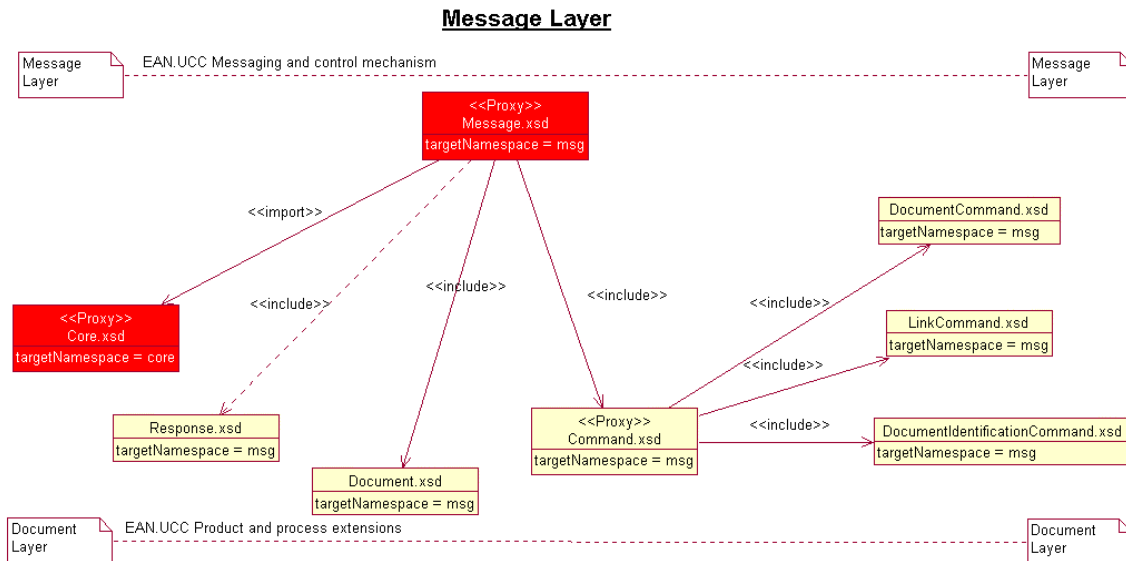 Message Layer
Message
Layer
EAN.UCC Messaging and control mechanism
Message
Layer
<<Proxy>>
Message.xsd
targetNamespace = msg
<<import>>
<<include>>
<<include>>
<<include>>
DocumentCommand.xsd
targetNamespace = msg
<<include>>
<<Proxy>>
Core.xsd
targetNamespace = core
LinkCommand.xsd
targetNamespace = msg
<<include>>
Response.xsd
targetNamespace = msg
<<Proxy>>
Command.xsd
targetNamespace = msg
<<include>>
DocumentIdentificationCommand.xsd
targetNamespace = msg
Document.xsd
targetNamespace = msg
Document
Layer
EAN.UCC Product and process extensions
Document
Layer